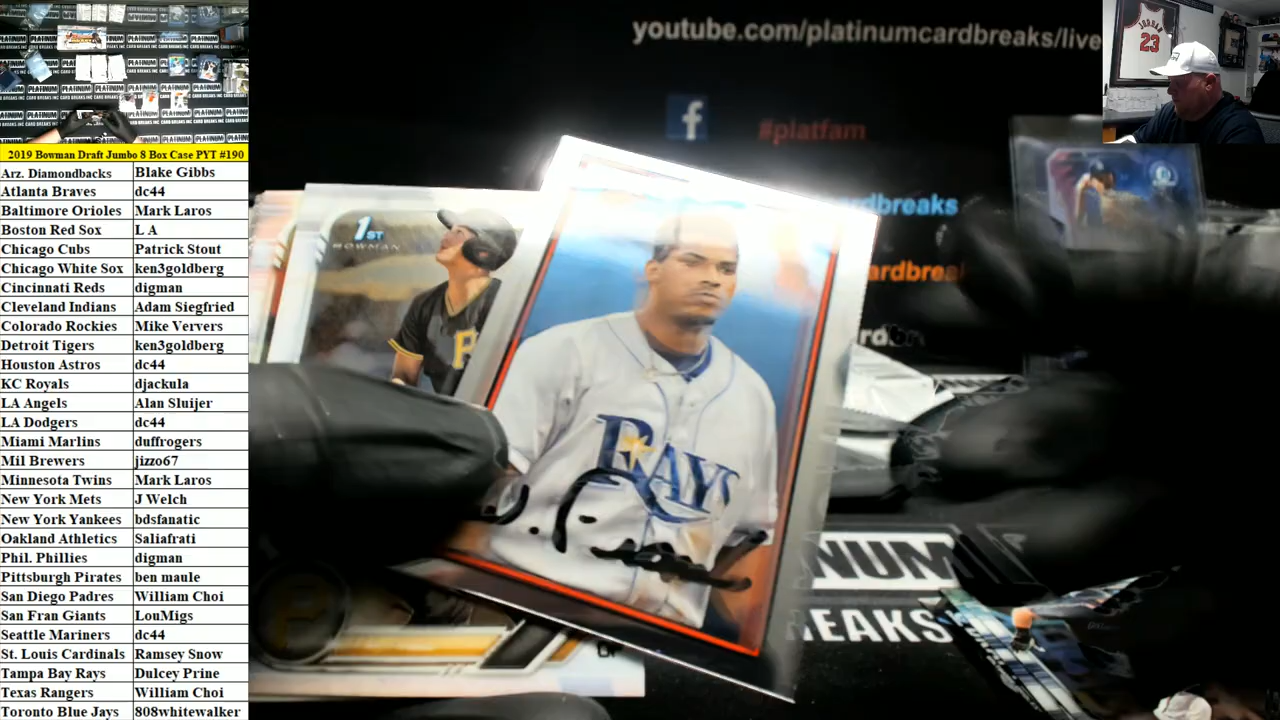 youtube.com/platinumcardbreaks/live
#platfam
cardbreaks
ardbreal
2019 Bowman Draft Jumbo 8 Box Case PYT #190
Arz. Diamondbacks Blake Gibbs
Atlanta Braves dc44
Baltimore Orioles Mark Laros
Boston Red Sox L A
Chicago Cubs Patrick Stout
Chicago White Sox ken3goldberg
Cincinnati Reds digman
Cleveland Indians Adam Siegfried
Colorado Rockies Mike Ververs
Detroit Tigers ken3goldberg
Houston Astros dc44
KC Royals djackula
LA Angels Alan Sluijer
LA Dodgers dc44
Miami Marlins duffrogers
Mil Brewers jizzo67
Minnesota Twins Mark Laros
New York Mets J Welch
New York Yankees bdsfanatic
Oakland Athletics Saliafrati
Phil. Phillies digman
Pittsburgh Pirates ben maule
San Diego Padres William Choi
San Fran Giants LouMigs
Seattle Mariners dc44
St. Louis Cardinals Ramsey Snow
Tampa Bay Rays Dulcey Prine
Texas Rangers William Choi
Toronto Blue Jays 808whitewalker
1ST
BOWMAN
RAYS
P
NUM
REAKS
JORDAN
23